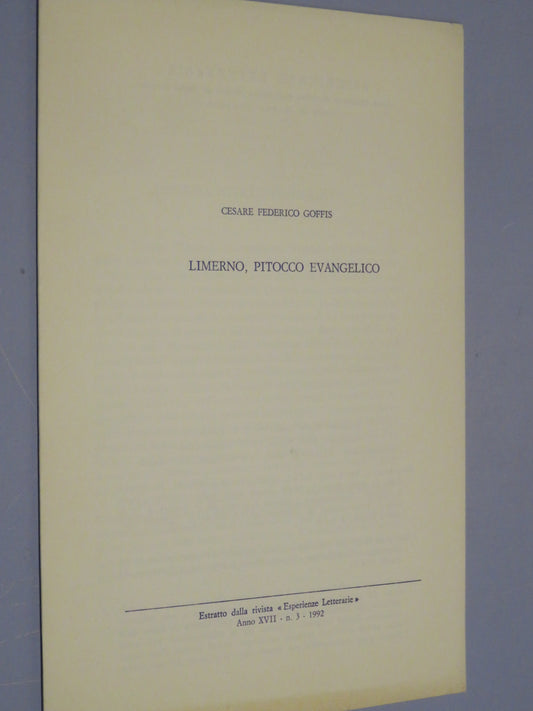 CESARE FEDERICO GOFFIS
LIMERNO, PITOCCO EVANGELICO
Estratto dalla rivista « Esperienze Letterarie »
Anno XVII - n. 3 - 1992